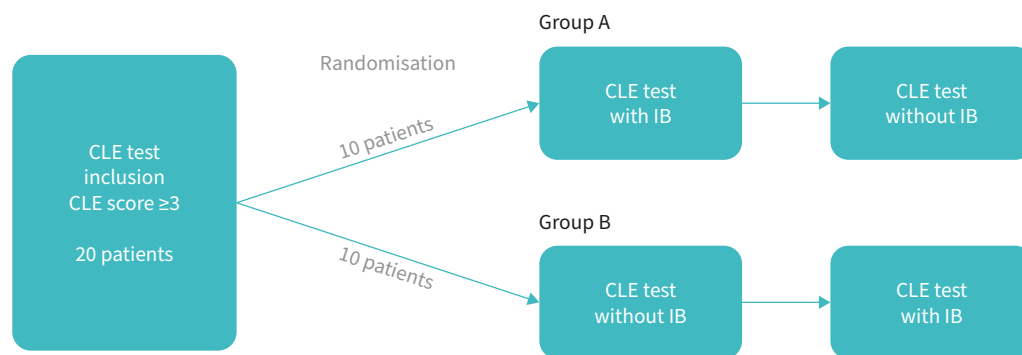 CLE test
inclusion
CLE score ≥3
20 patients
Randomisation
10 patients
10 patients
Group A
CLE test
with IB
CLE test
without IB
Group B
CLE test
without IB
CLE test
with IB